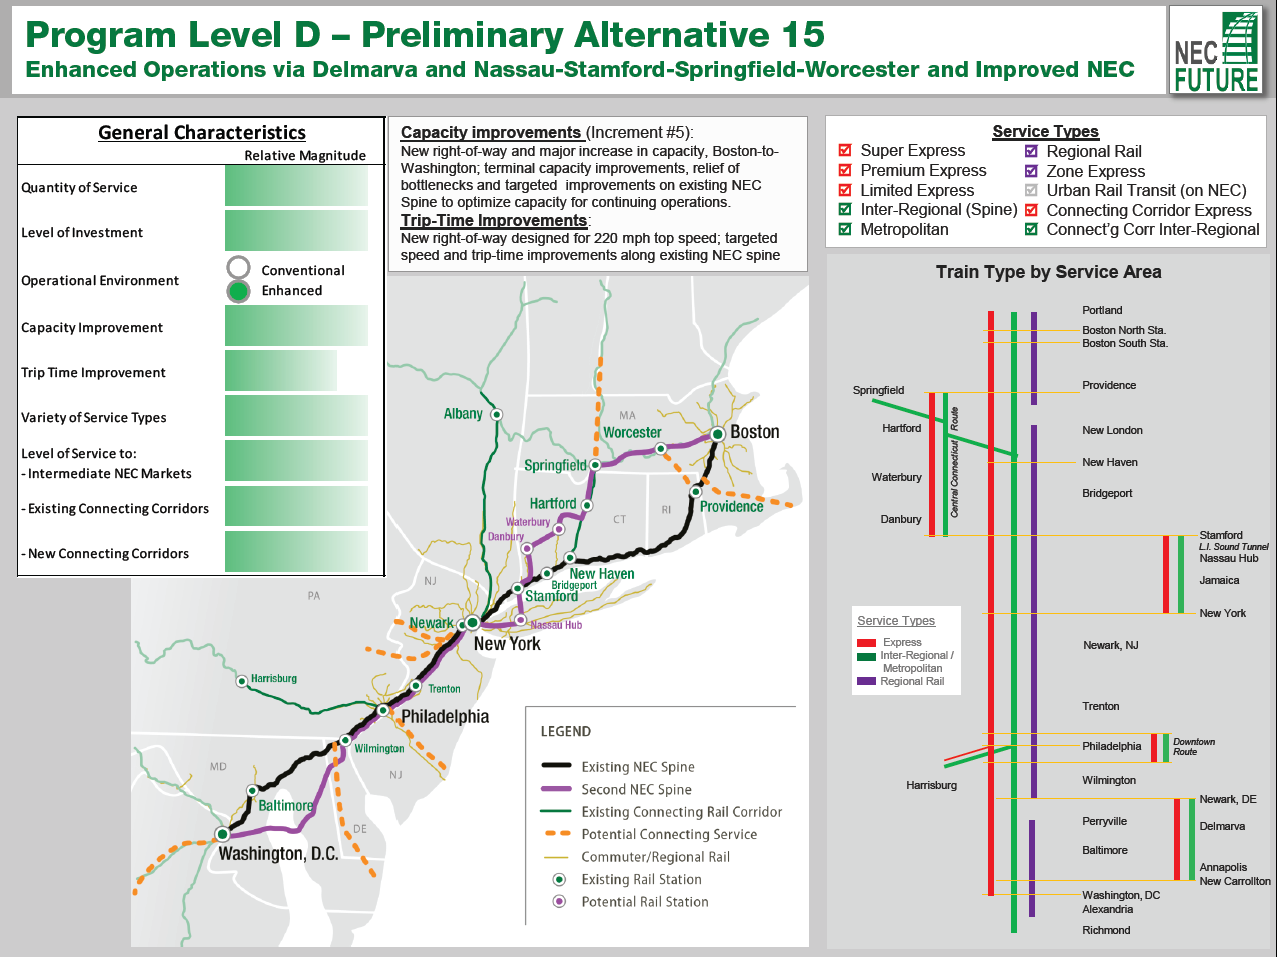 Program Level D – Preliminary Alternative 15
Enhanced Operations via Delmarva and Nassau-Stamford-Springfield-Worcester and Improved NEC
NEC
FUTURE
General Characteristics
Relative Magnitude
Quantity of Service
Level of Investment
Operational Environment
Conventional
Enhanced
Capacity Improvement
Trip Time Improvement
Variety of Service Types
Level of Service to:
- Intermediate NEC Markets
- Existing Connecting Corridors
- New Connecting Corridors
Capacity improvements (Increment #5):
New right-of-way and major increase in capacity, Boston-to-
Washington; terminal capacity improvements, relief of
bottlenecks and targeted improvements on existing NEC
Spine to optimize capacity for continuing operations.
Trip-Time Improvements:
New right-of-way designed for 220 mph top speed; targeted
speed and trip-time improvements along existing NEC spine
Service Types
Super Express
Premium Express
Limited Express
Inter-Regional (Spine)
Metropolitan
Regional Rail
Zone Express
Urban Rail Transit (on NEC)
Connecting Corridor Express
Connect'g Corr Inter-Regional
Albany
MA
Worcester
Boston
Springfield
Hartford
Providence
Waterbury
CT
RI
Danbury
New Haven
Bridgeport
NJ
Stamford
PA
Newark
Nassau Hub
New York
Harrisburg
Trenton
Philadelphia
Wilmington
MD
NJ
Baltimore
DE
Washington, D.C.
LEGEND
Existing NEC Spine
Second NEC Spine
Existing Connecting Rail Corridor
Potential Connecting Service
Commuter/Regional Rail
Existing Rail Station
Potential Rail Station
Train Type by Service Area
Portland
Boston North Sta.
Boston South Sta.
Providence
Springfield
Hartford
Central Connecticut Route
New London
New Haven
Waterbury
Bridgeport
Danbury
Stamford
L.I. Sound Tunnel
Nassau Hub
Jamaica
New York
Service Types
Express
Inter-Regional /
Metropolitan
Regional Rail
Newark, NJ
Trenton
Philadelphia
Downtown
Route
Harrisburg
Wilmington
Newark, DE
Perryville
Delmarva
Baltimore
Annapolis
New Carrollton
Washington, DC
Alexandria
Richmond